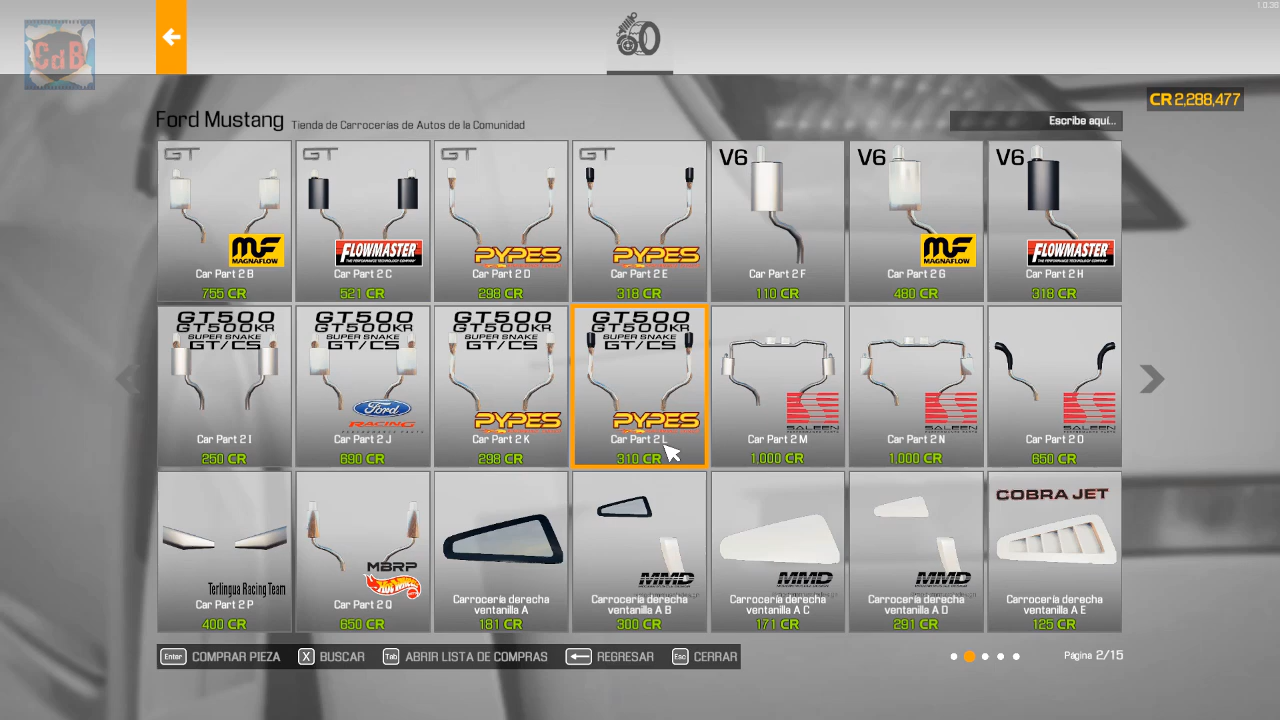 1.0.38
CdB
CR 2,288,477
Ford Mustang Tienda de Carrocerías de Autos de la Comunidad
Escribe aquí...
GT
MF
MAGNAFLOW
Car Part 2 B
755 CR
GT
FLOWMASTER
Car Part 2 C
521 CR
GT
PYPES
Car Part 2 D
298 CR
GT
PYPES
Car Part 2 E
318 CR
V6
Car Part 2 F
110 CR
V6
MF
MAGNAFLOW
Car Part 2 G
480 CR
V6
FLOWMASTER
Car Part 2 H
318 CR
GT500
GT500KR
SUPER SNAKE
GT/CS
Car Part 2 I
250 CR
GT500
GT500KR
SUPER SNAKE
GT/CS
Ford
RACING
PERFORMANCE PARTS
Car Part 2 J
690 CR
GT500
GT500KR
SUPER SNAKE
GT/CS
PYPES
Car Part 2 K
298 CR
GT500
GT500KR
SUPER SNAKE
GT/CS
PYPES
Car Part 2 L
310 CR
SALEEN
Car Part 2 M
1,000 CR
SALEEN
Car Part 2 N
1,000 CR
SALEEN
Car Part 2 O
650 CR
Terlingua Racing Team
Car Part 2 P
400 CR
MBRP
Hot Wheels
Car Part 2 Q
650 CR
Carrocería derecha
ventanilla A
181 CR
MMD
Carrocería derecha
ventanilla A B
300 CR
MMD
Carrocería derecha
ventanilla A C
171 CR
MMD
Carrocería derecha
ventanilla A D
291 CR
COBRA JET
Carrocería derecha
ventanilla A E
125 CR
Enter COMPRAR PIEZA X BUSCAR Tab ABRIR LISTA DE COMPRAS REGRESAR Esc CERRAR
Página 2/15